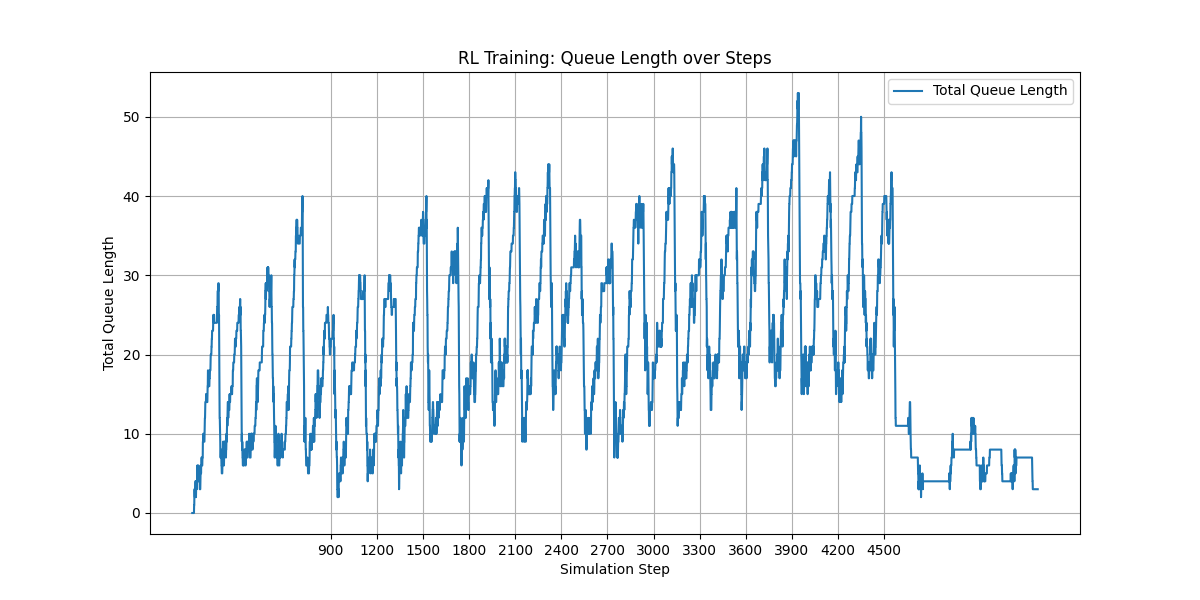 RL Training: Queue Length over Steps
Total Queue Length
50
40
30
20
10
0
Total Queue Length
900 1200 1500 1800 2100 2400 2700 3000 3300 3600 3900 4200 4500
Simulation Step